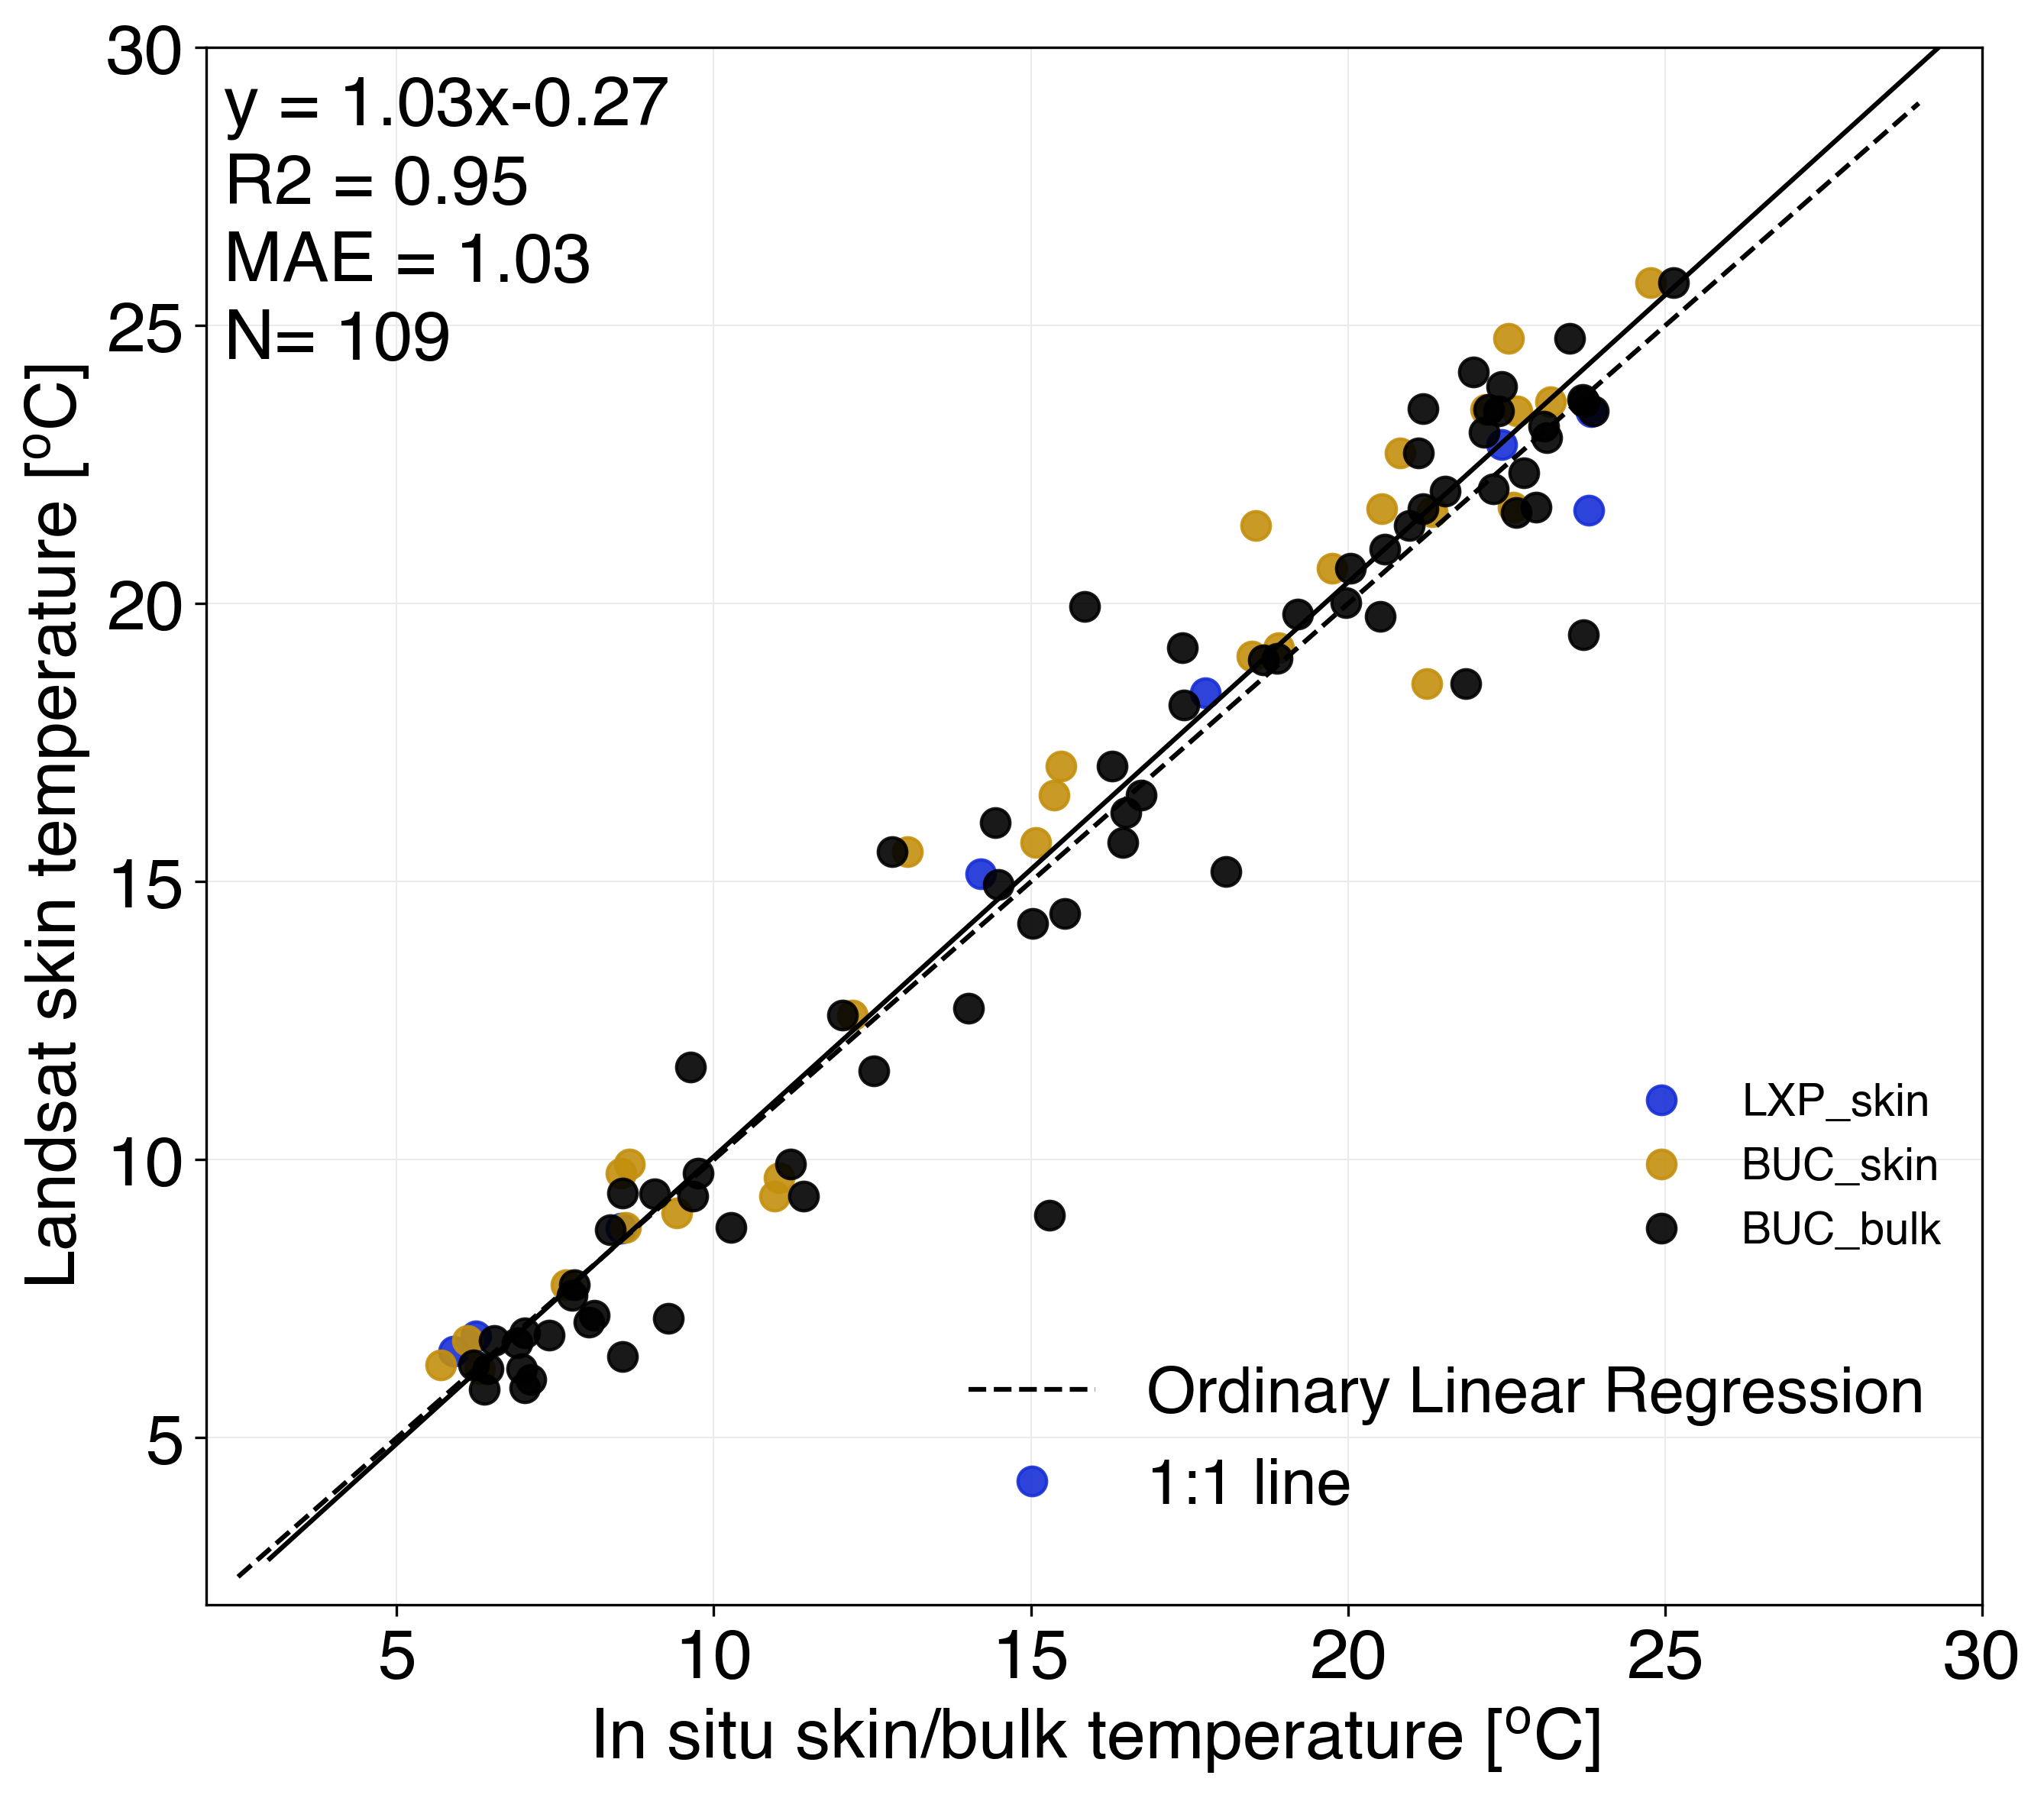 y = 1.03x-0.27
R2 = 0.95
MAE = 1.03
N= 109
30
25
20
15
10
5
Landsat skin temperature [°C]
LXP_skin
BUC_skin
BUC_bulk
Ordinary Linear Regression
1:1 line
5 10 15 20 25 30
In situ skin/bulk temperature [°C]